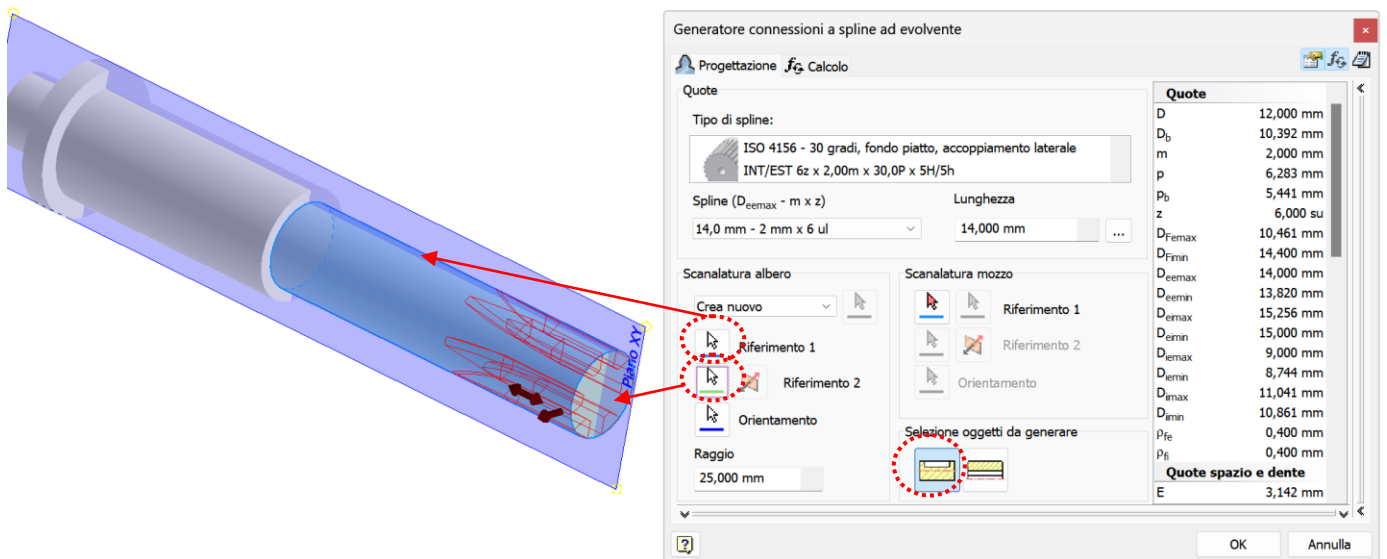 Generatore connessioni a spline ad evolvente
Progettazione
Calcolo
Quote
Tipo di spline:
ISO 4156 - 30 gradi, fondo piatto, accoppiamento laterale
INT/EST 6z x 2,00m x 30,0P x 5H/5h
Spline (Deemax - m x z)
Lunghezza
14,0 mm - 2 mm x 6 ul
14,000 mm
...
Scanalatura albero
Crea nuovo
Riferimento 1
Riferimento 2
Orientamento
Raggio
25,000 mm
Scanalatura mozzo
Riferimento 1
Riferimento 2
Orientamento
Selezione oggetti da generare
Quote
D 12,000 mm
Db 10,392 mm
m 2,000 mm
p 6,283 mm
pb 5,441 mm
z 6,000 su
DFemax 10,461 mm
DFimin 14,400 mm
Deemax 14,000 mm
Deemin 13,820 mm
Deimax 15,256 mm
Deimin 15,000 mm
Diemax 9,000 mm
Diemin 8,744 mm
Dimax 11,041 mm
Dimin 10,861 mm
ρfe 0,400 mm
ρfi 0,400 mm
Quote spazio e dente
E 3,142 mm
OK
Annulla
Piano XY